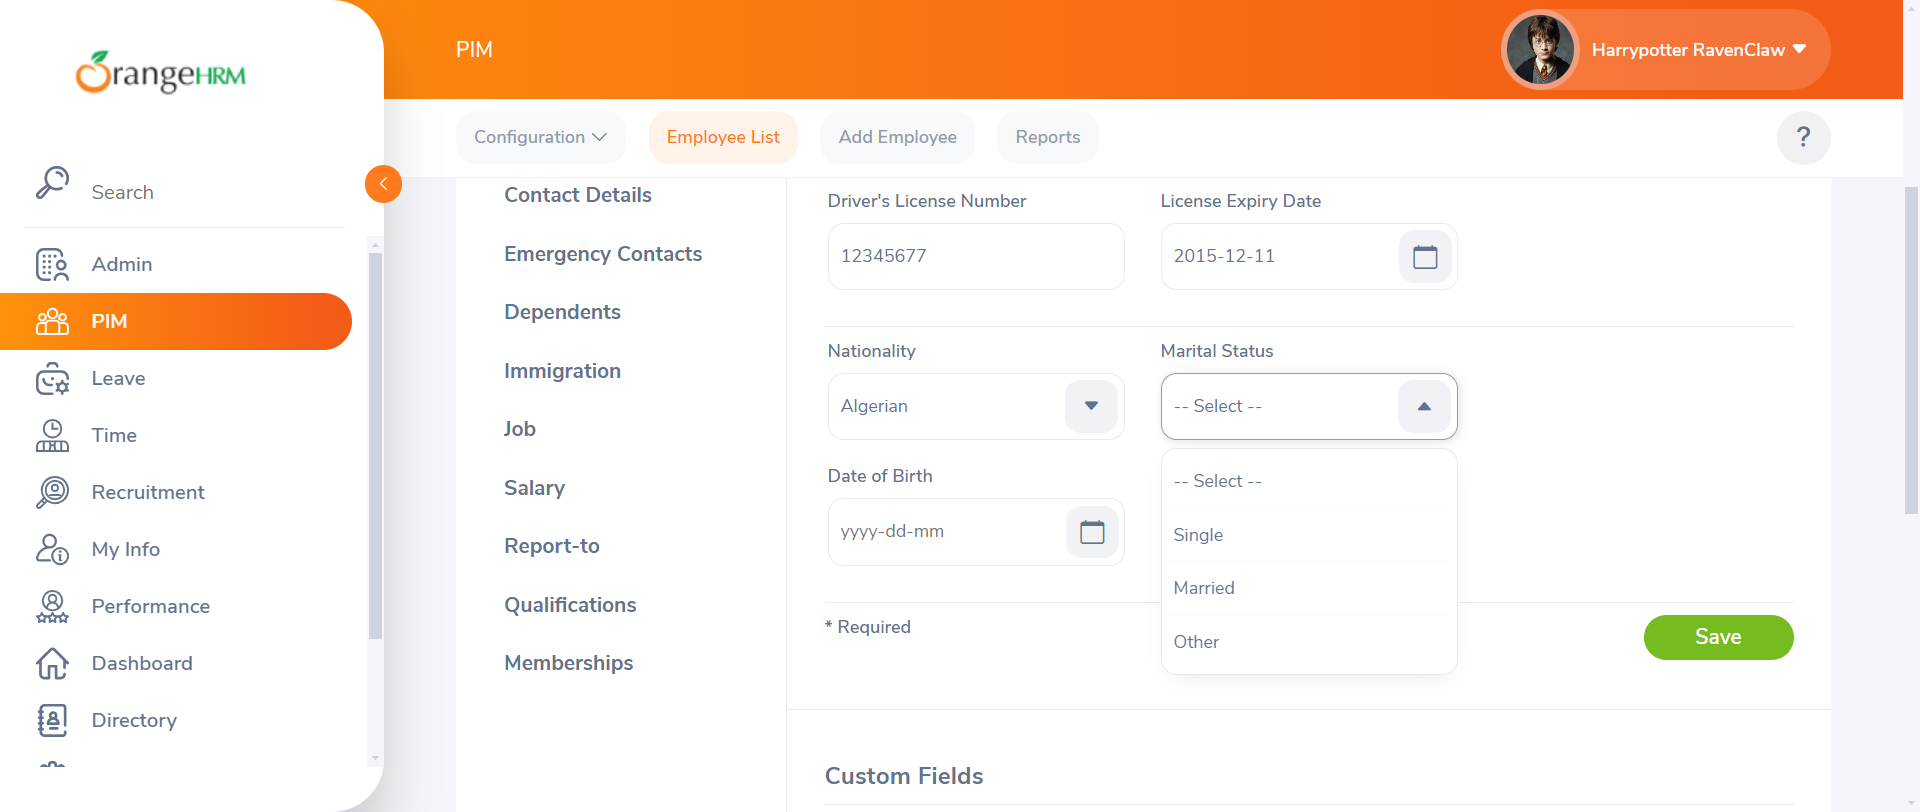 OrangeHRM
Search
Admin
PIM
Leave
Time
Recruitment
My Info
Performance
Dashboard
Directory
PIM
Harrypotter RavenClaw
Configuration
Employee List
Add Employee
Reports
?
Contact Details
Emergency Contacts
Dependents
Immigration
Job
Salary
Report-to
Qualifications
Memberships
Driver's License Number
License Expiry Date
12345677
2015-12-11
Nationality
Marital Status
Algerian
-- Select --
Date of Birth
yyyy-dd-mm
-- Select --
Single
Married
Other
* Required
Save
Custom Fields